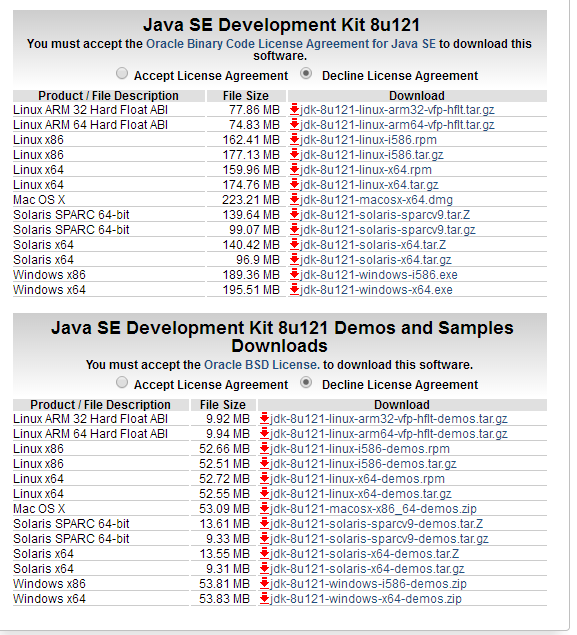 Java SE Development Kit 8u121
You must accept the Oracle Binary Code License Agreement for Java SE to download this
software.
Accept License Agreement Decline License Agreement
Product / File Description File Size Download
Linux ARM 32 Hard Float ABI 77.86 MB jdk-8u121-linux-arm32-vfp-hflt.tar.gz
Linux ARM 64 Hard Float ABI 74.83 MB jdk-8u121-linux-arm64-vfp-hflt.tar.gz
Linux x86 162.41 MB jdk-8u121-linux-i586.rpm
Linux x86 177.13 MB jdk-8u121-linux-i586.tar.gz
Linux x64 159.96 MB jdk-8u121-linux-x64.rpm
Linux x64 174.76 MB jdk-8u121-linux-x64.tar.gz
Mac OS X 223.21 MB jdk-8u121-macosx-x64.dmg
Solaris SPARC 64-bit 139.64 MB jdk-8u121-solaris-sparcv9.tar.Z
Solaris SPARC 64-bit 99.07 MB jdk-8u121-solaris-sparcv9.tar.gz
Solaris x64 140.42 MB jdk-8u121-solaris-x64.tar.Z
Solaris x64 96.9 MB jdk-8u121-solaris-x64.tar.gz
Windows x86 189.36 MB jdk-8u121-windows-i586.exe
Windows x64 195.51 MB jdk-8u121-windows-x64.exe
Java SE Development Kit 8u121 Demos and Samples
Downloads
You must accept the Oracle BSD License. to download this software.
Accept License Agreement Decline License Agreement
Product / File Description File Size Download
Linux ARM 32 Hard Float ABI 9.92 MB jdk-8u121-linux-arm32-vfp-hflt-demos.tar.gz
Linux ARM 64 Hard Float ABI 9.94 MB jdk-8u121-linux-arm64-vfp-hflt-demos.tar.gz
Linux x86 52.66 MB jdk-8u121-linux-i586-demos.rpm
Linux x86 52.51 MB jdk-8u121-linux-i586-demos.tar.gz
Linux x64 52.72 MB jdk-8u121-linux-x64-demos.rpm
Linux x64 52.55 MB jdk-8u121-linux-x64-demos.tar.gz
Mac OS X 53.09 MB jdk-8u121-macosx-x86_64-demos.zip
Solaris SPARC 64-bit 13.61 MB jdk-8u121-solaris-sparcv9-demos.tar.Z
Solaris SPARC 64-bit 9.33 MB jdk-8u121-solaris-sparcv9-demos.tar.gz
Solaris x64 13.55 MB jdk-8u121-solaris-x64-demos.tar.Z
Solaris x64 9.31 MB jdk-8u121-solaris-x64-demos.tar.gz
Windows x86 53.81 MB jdk-8u121-windows-i586-demos.zip
Windows x64 53.83 MB jdk-8u121-windows-x64-demos.zip